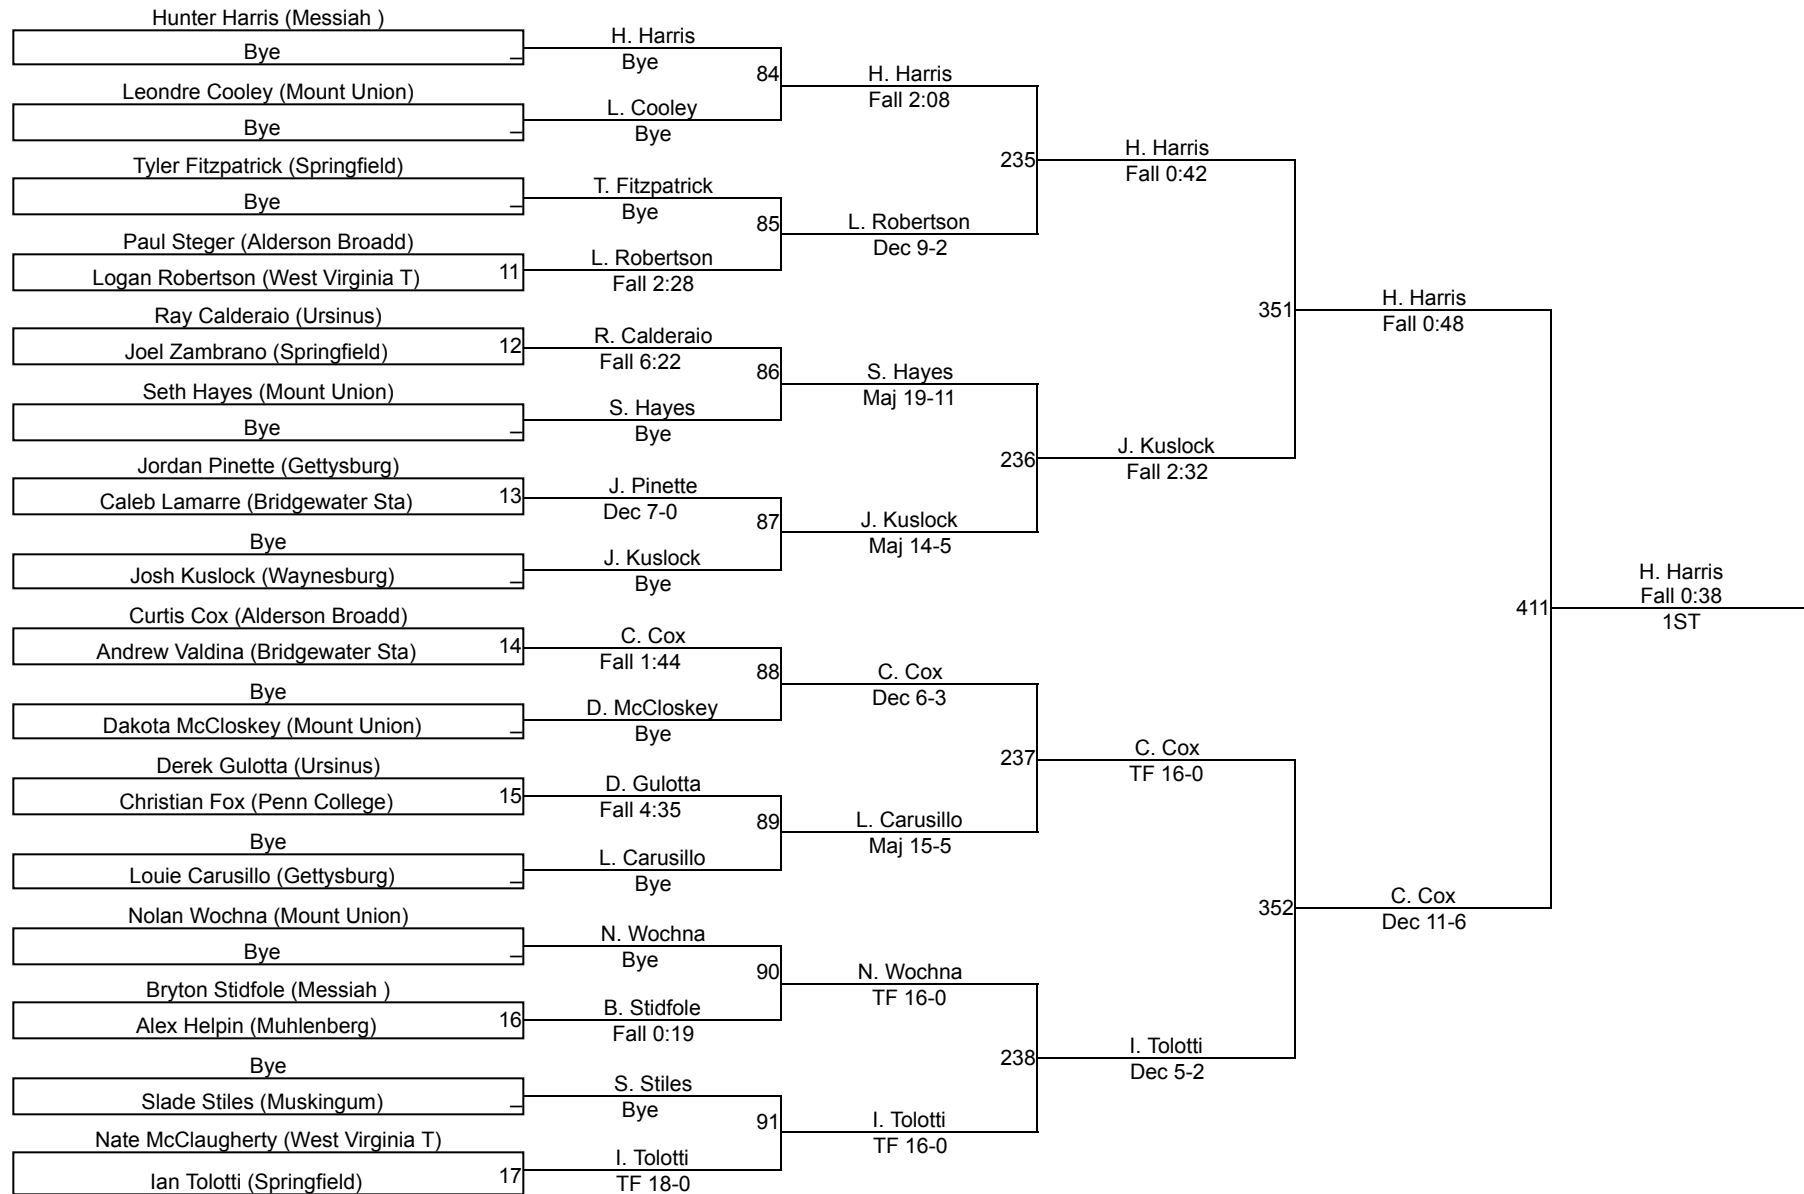 Hunter Harris (Messiah )
Bye
Leondre Cooley (Mount Union)
Bye
Tyler Fitzpatrick (Springfield)
Bye
Paul Steger (Alderson Broadd)
Logan Robertson (West Virginia T)
11
Ray Calderaio (Ursinus)
Joel Zambrano (Springfield)
12
Seth Hayes (Mount Union)
Bye
Jordan Pinette (Gettysburg)
Caleb Lamarre (Bridgewater Sta)
13
Bye
Josh Kuslock (Waynesburg)
Curtis Cox (Alderson Broadd)
Andrew Valdina (Bridgewater Sta)
14
Bye
Dakota McCloskey (Mount Union)
Derek Gulotta (Ursinus)
Christian Fox (Penn College)
15
Bye
Louie Carusillo (Gettysburg)
Nolan Wochna (Mount Union)
Bye
Bryton Stidfole (Messiah )
Alex Helpin (Muhlenberg)
16
Bye
Slade Stiles (Muskingum)
Nate McClaugherty (West Virginia T)
Ian Tolotti (Springfield)
17
H. Harris
Bye
84
L. Cooley
Bye
T. Fitzpatrick
Bye
85
L. Robertson
Fall 2:28
R. Calderaio
Fall 6:22
86
S. Hayes
Bye
J. Pinette
Dec 7-0
87
J. Kuslock
Bye
C. Cox
Fall 1:44
88
D. McCloskey
Bye
D. Gulotta
Fall 4:35
89
L. Carusillo
Bye
N. Wochna
Bye
90
B. Stidfole
Fall 0:19
S. Stiles
Bye
91
I. Tolotti
TF 18-0
H. Harris
Fall 2:08
235
L. Robertson
Dec 9-2
S. Hayes
Maj 19-11
236
J. Kuslock
Maj 14-5
C. Cox
Dec 6-3
237
L. Carusillo
Maj 15-5
N. Wochna
TF 16-0
238
I. Tolotti
TF 16-0
H. Harris
Fall 0:42
351
J. Kuslock
Fall 2:32
C. Cox
TF 16-0
352
I. Tolotti
Dec 5-2
H. Harris
Fall 0:48
411
C. Cox
Dec 11-6
H. Harris
Fall 0:38
1ST